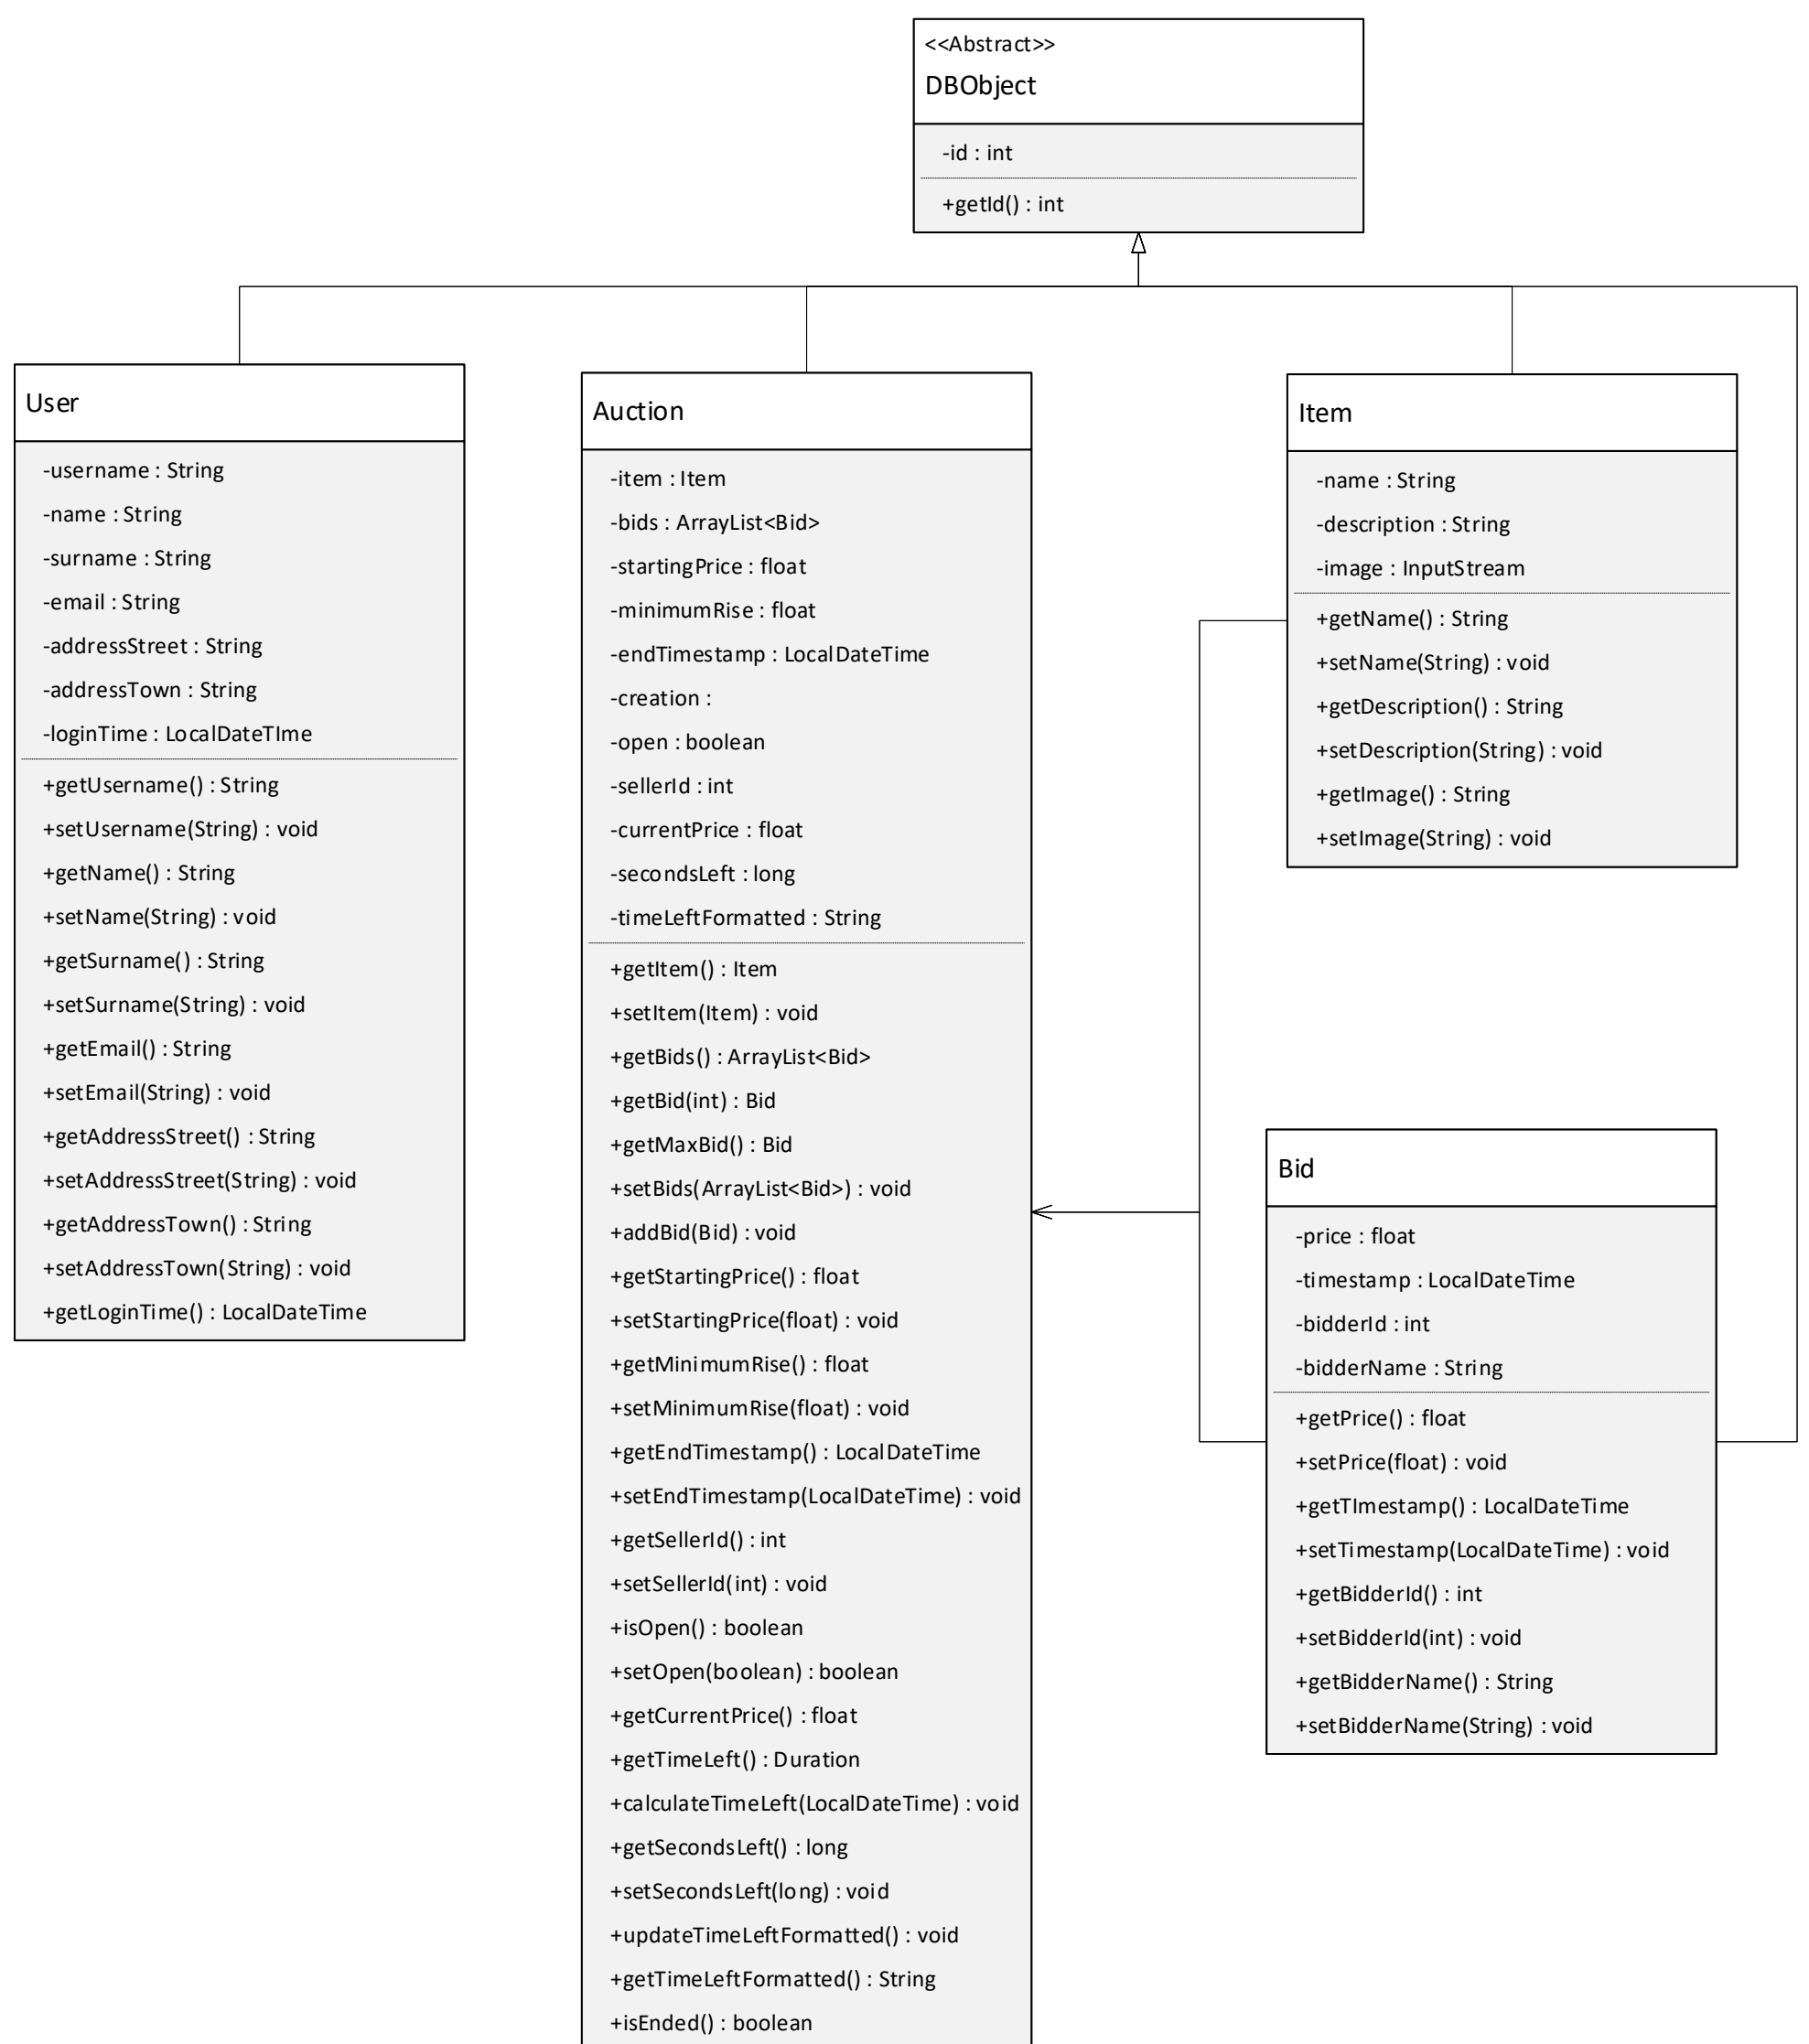 <<Abstract>>
DBObject
-id : int
+getId() : int
User
-username : String
-name : String
-surname : String
-email : String
-addressStreet : String
-addressTown : String
-loginTime : LocalDateTIme
+getUsername() : String
+setUsername(String) : void
+getName() : String
+setName(String) : void
+getSurname() : String
+setSurname(String) : void
+getEmail() : String
+setEmail(String) : void
+getAddressStreet() : String
+setAddressStreet(String) : void
+getAddressTown() : String
+setAddressTown(String) : void
+getLoginTime() : LocalDateTime
Auction
-item : Item
-bids : ArrayList<Bid>
-startingPrice : float
-minimumRise : float
-endTimestamp : LocalDateTime
-creation :
-open : boolean
-sellerId : int
-currentPrice : float
-secondsLeft : long
-timeLeftFormatted : String
+getItem() : Item
+setItem(Item) : void
+getBids() : ArrayList<Bid>
+getBid(int) : Bid
+getMaxBid() : Bid
+setBids(ArrayList<Bid>) : void
+addBid(Bid) : void
+getStartingPrice() : float
+setStartingPrice(float) : void
+getMinimumRise() : float
+setMinimumRise(float) : void
+getEndTimestamp() : LocalDateTime
+setEndTimestamp(LocalDateTime) : void
+getSellerId() : int
+setSellerId(int) : void
+isOpen() : boolean
+setOpen(boolean) : boolean
+getCurrentPrice() : float
+getTimeLeft() : Duration
+calculateTimeLeft(LocalDateTime) : void
+getSecondsLeft() : long
+setSecondsLeft(long) : void
+updateTimeLeftFormatted() : void
+getTimeLeftFormatted() : String
+isEnded() : boolean
Item
-name : String
-description : String
-image : InputStream
+getName() : String
+setName(String) : void
+getDescription() : String
+setDescription(String) : void
+getImage() : String
+setImage(String) : void
Bid
-price : float
-timestamp : LocalDateTime
-bidderId : int
-bidderName : String
+getPrice() : float
+setPrice(float) : void
+getTImestamp() : LocalDateTime
+setTimestamp(LocalDateTime) : void
+getBidderId() : int
+setBidderId(int) : void
+getBidderName() : String
+setBidderName(String) : void